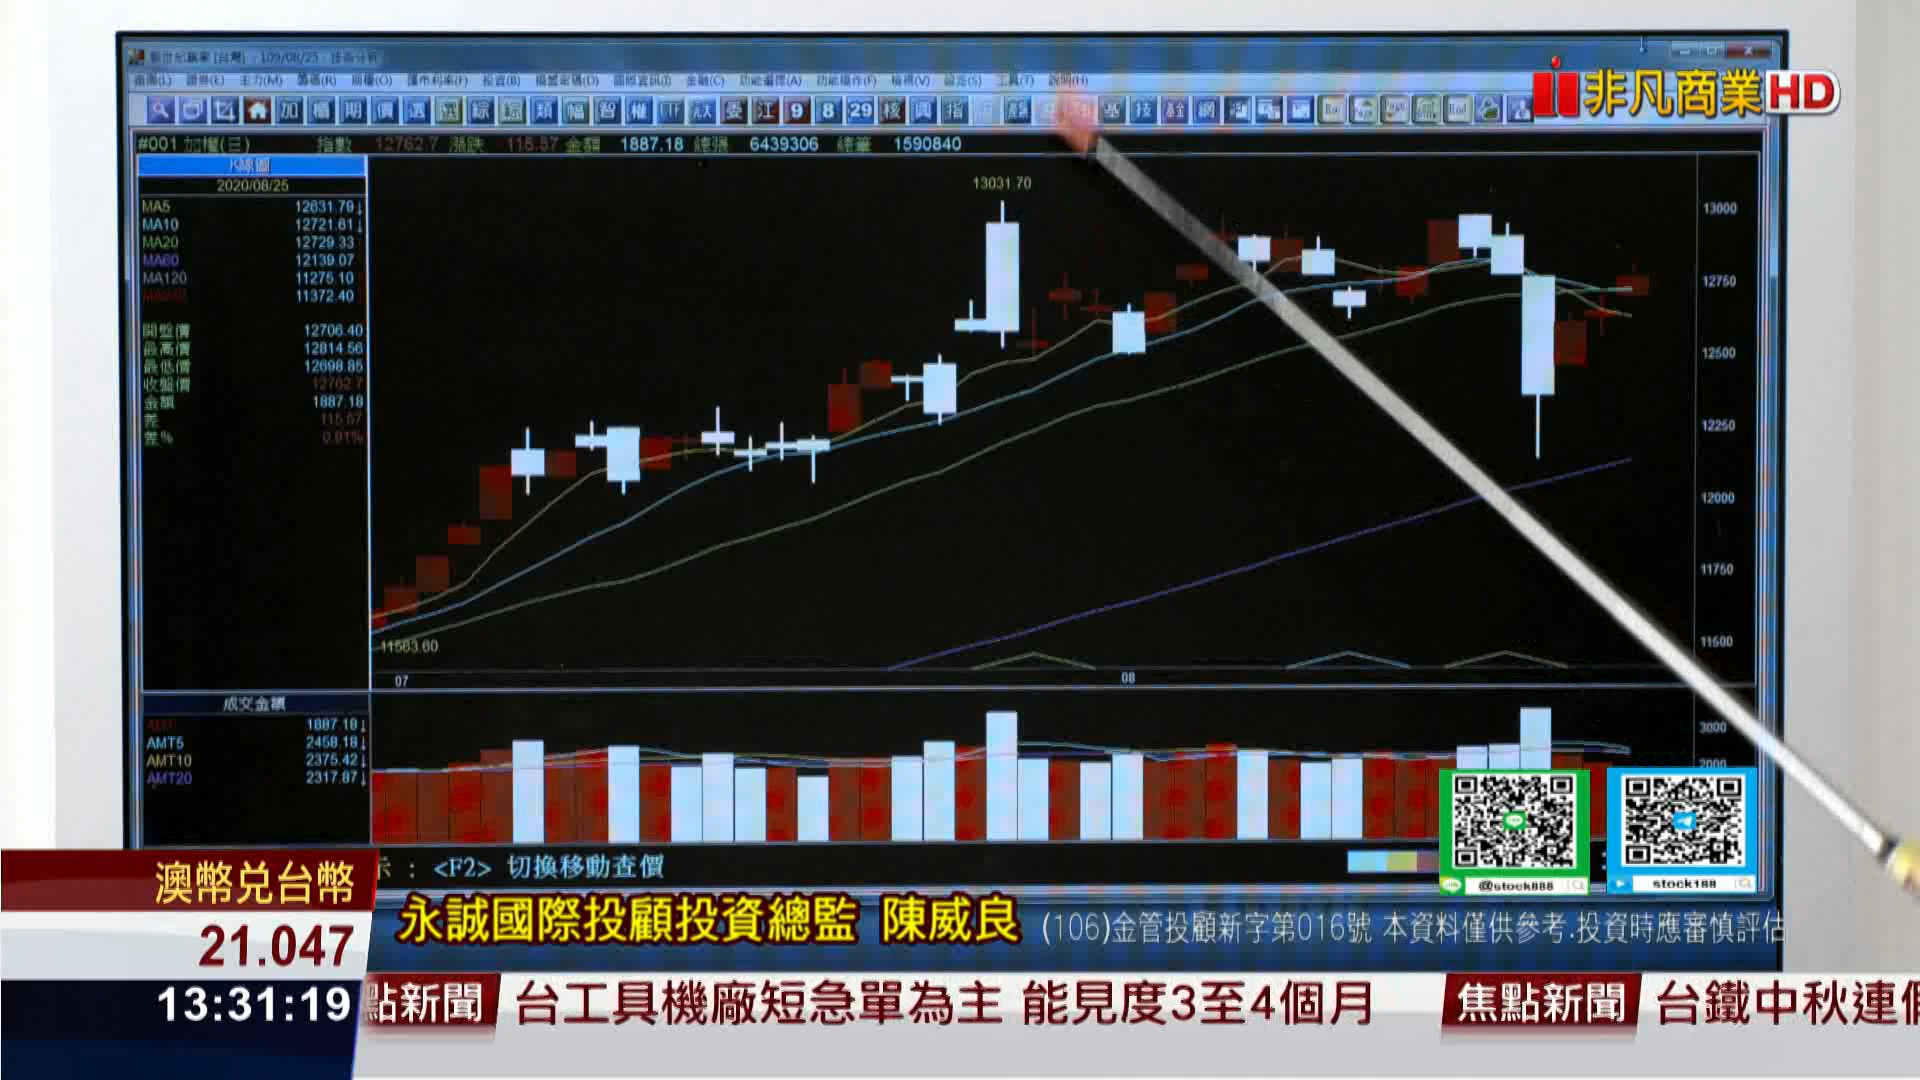 非凡商業HD
#001 加權(日) 指數 12762.7 漲跌 115.57 金額 1887.18 總張 6439306 總筆 1590840
K線圖
2020/08/25
MA5 12631.79↓
MA10 12721.61↓
MA20 12729.33
MA60 12139.07
MA120 11275.10
MA240 11372.40
開盤價 12706.40
最高價 12814.56
最低價 12698.85
收盤價 12762.7
金額 1887.18
差 115.57
差% 0.91%
13031.70
11563.60
13000
12750
12500
12250
12000
11750
11500
07 08
成交金額
AMT 1887.18↓
AMT5 2458.18↓
AMT10 2375.42↓
AMT20 2317.87↓
3000
2000
示：<F2> 切換移動查價
@stock888
stock188
澳幣兌台幣
21.047
13:31:19
永誠國際投顧投資總監 陳威良
(106)金管投顧新字第016號 本資料僅供參考.投資時應審慎評估
點新聞 台工具機廠短急單為主 能見度3至4個月 焦點新聞 台鐵中秋連假